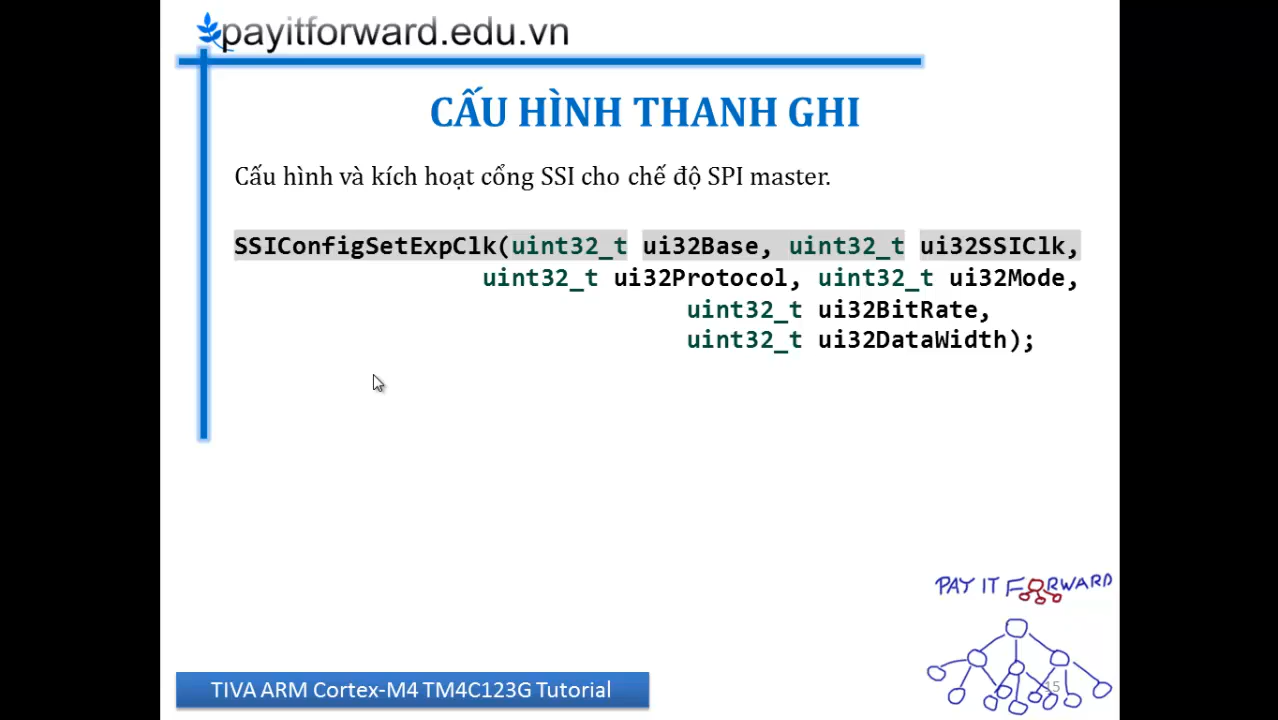 payitforward.edu.vn
CẤU HÌNH THANH GHI
Cấu hình và kích hoạt cổng SSI cho chế độ SPI master.
SSIConfigSetExpClk(uint32_t ui32Base, uint32_t ui32SSIClk,
uint32_t ui32Protocol, uint32_t ui32Mode,
uint32_t ui32BitRate,
uint32_t ui32DataWidth);
PAY IT FORWARD
15
TIVA ARM Cortex-M4 TM4C123G Tutorial